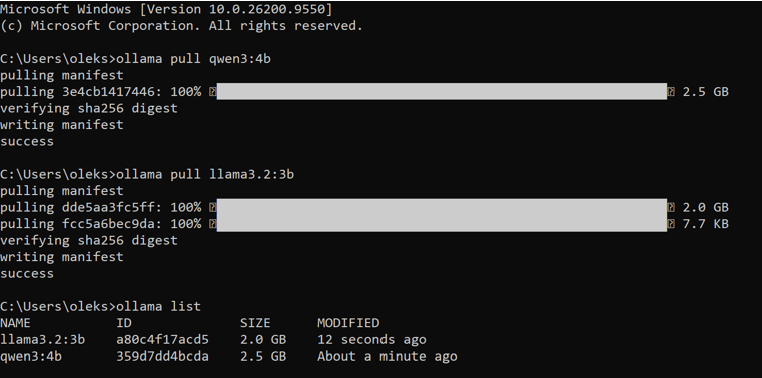 Microsoft Windows [Version 10.0.26200.9550]
(c) Microsoft Corporation. All rights reserved.
C:\Users\oleks>ollama pull qwen3:4b
pulling manifest
pulling 3e4cb1417446: 100% 2.5 GB
verifying sha256 digest
writing manifest
success
C:\Users\oleks>ollama pull llama3.2:3b
pulling manifest
pulling dde5aa3fc5ff: 100% 2.0 GB
pulling fcc5a6bec9da: 100% 7.7 KB
verifying sha256 digest
writing manifest
success
C:\Users\oleks>ollama list
NAME ID SIZE MODIFIED
llama3.2:3b a80c4f17acd5 2.0 GB 12 seconds ago
qwen3:4b 359d7dd4bcda 2.5 GB About a minute ago